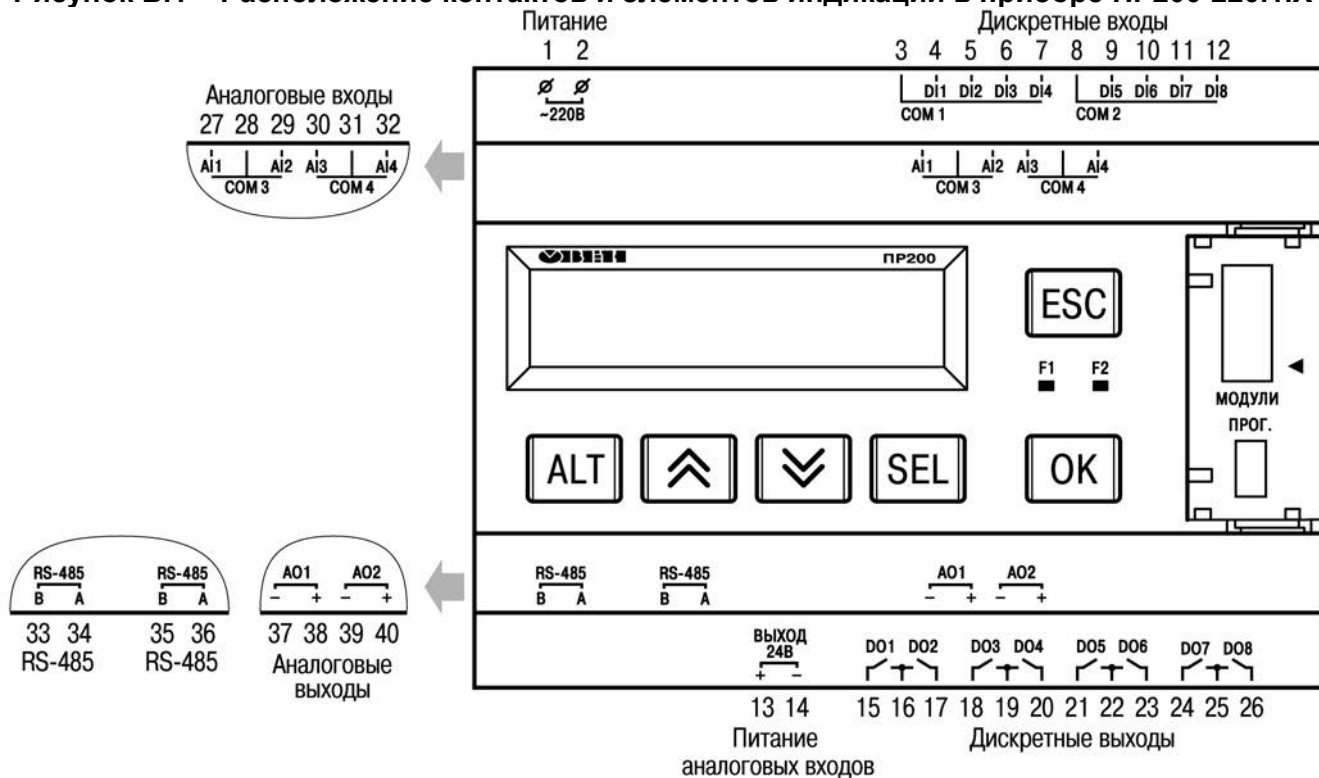 Питание
Дискретные входы
1 2
3 4 5 6 7 8 9 10 11 12
~220В
DI1 DI2 DI3 DI4 DI5 DI6 DI7 DI8
COM 1 COM 2
Аналоговые входы
27 28 29 30 31 32
AI1 AI2 AI3 AI4
COM 3 COM 4
AI1 AI2 AI3 AI4
COM 3 COM 4
ОВЕН ПР200
ESC
F1 F2
МОДУЛИ
ПРОГ.
ALT SEL OK
RS-485 RS-485
B A B A
33 34 35 36
RS-485 RS-485
AO1 AO2
– + – +
37 38 39 40
Аналоговые
выходы
RS-485 RS-485
B A B A
AO1 AO2
– + – +
ВЫХОД
24В
+ –
DO1 DO2 DO3 DO4 DO5 DO6 DO7 DO8
13 14 15 16 17 18 19 20 21 22 23 24 25 26
Питание
аналоговых входов
Дискретные выходы